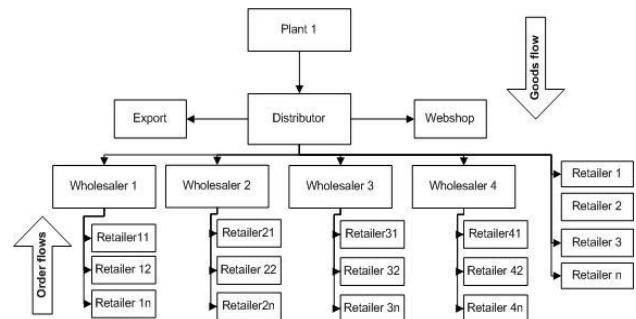 Plant 1
Goods flow
Export
Distributor
Webshop
Wholesaler 1
Wholesaler 2
Wholesaler 3
Wholesaler 4
Retailer 1
Retailer 2
Retailer 3
Retailer n
Order flows
Retailer11
Retailer 12
Retailer 1n
Retailer21
Retailer 22
Retailer2n
Retailer31
Retailer 32
Retailer 3n
Retailer41
Retailer 42
Retailer 4n